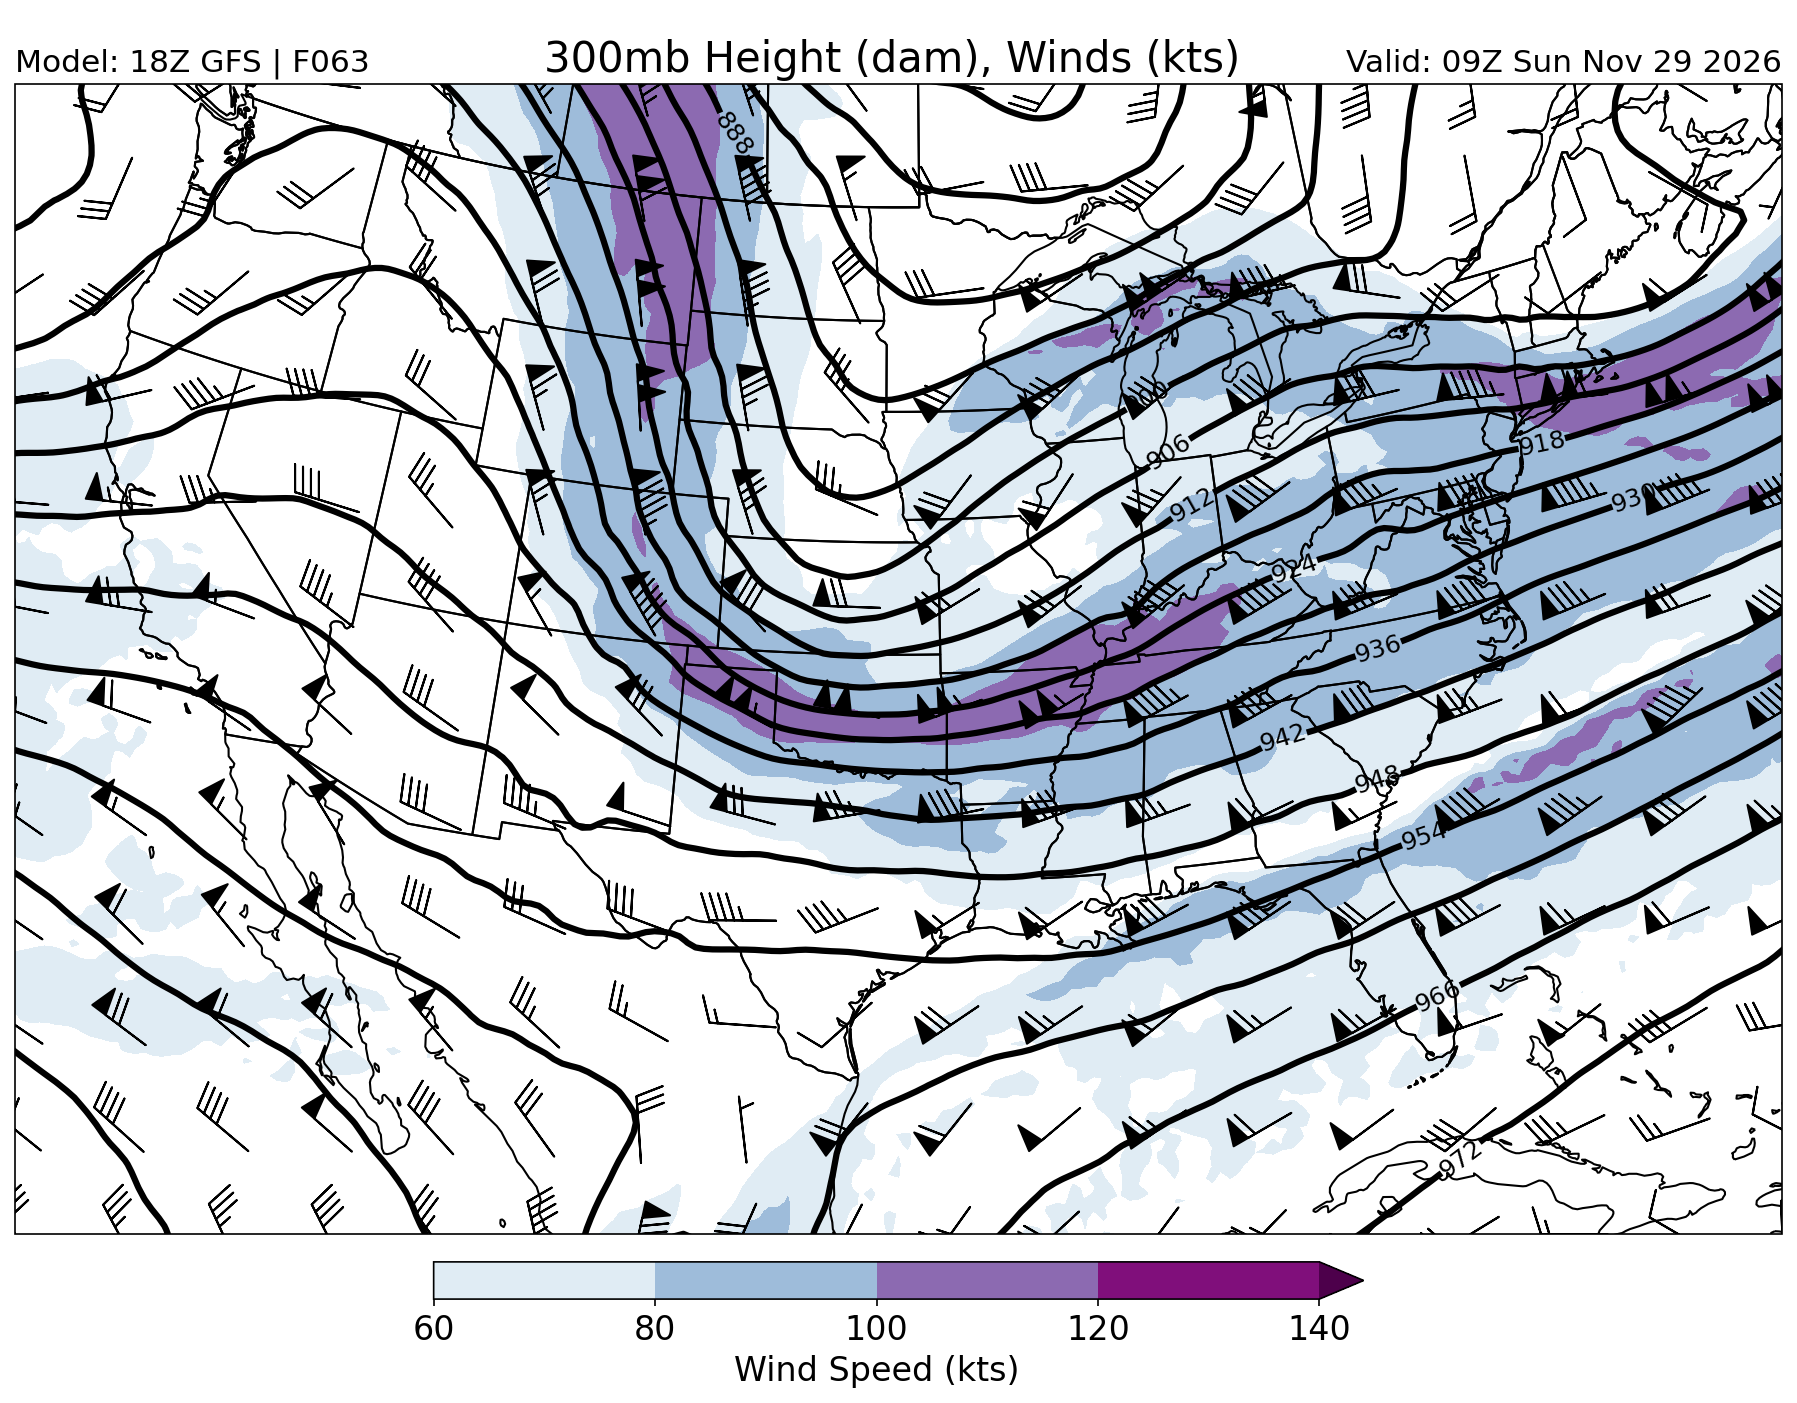 Model: 18Z GFS | F063
300mb Height (dam), Winds (kts)
Valid: 09Z Sun Nov 29 2026
888
900
906
918
912
930
924
936
942
948
954
966
972
60 80 100 120 140
Wind Speed (kts)